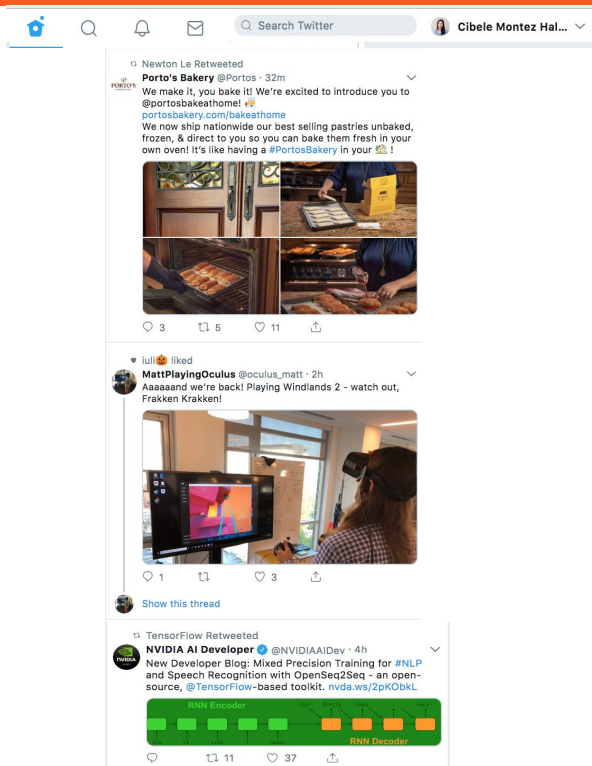 Search Twitter
Cibele Montez Hal...
Newton Le Retweeted
Porto's Bakery @Portos · 32m
PORTO'S
We make it, you bake it! We're excited to introduce you to
@portosbakeathome!
portosbakery.com/bakeathome
We now ship nationwide our best selling pastries unbaked,
frozen, & direct to you so you can bake them fresh in your
own oven! It's like having a #PortosBakery in your 🏡 !
3 5 11
iuli🎃 liked
MattPlayingOculus @oculus_matt · 2h
Aaaaaand we're back! Playing Windlands 2 - watch out,
Frakken Krakken!
1 3
Show this thread
TensorFlow Retweeted
NVIDIA AI Developer @NVIDIAAIDev · 4h
NVIDIA
New Developer Blog: Mixed Precision Training for #NLP
and Speech Recognition with OpenSeq2Seq - an open-
source, @TensorFlow-based toolkit. nvda.ws/2pKObkL
RNN Encoder
RNN Decoder
11 37